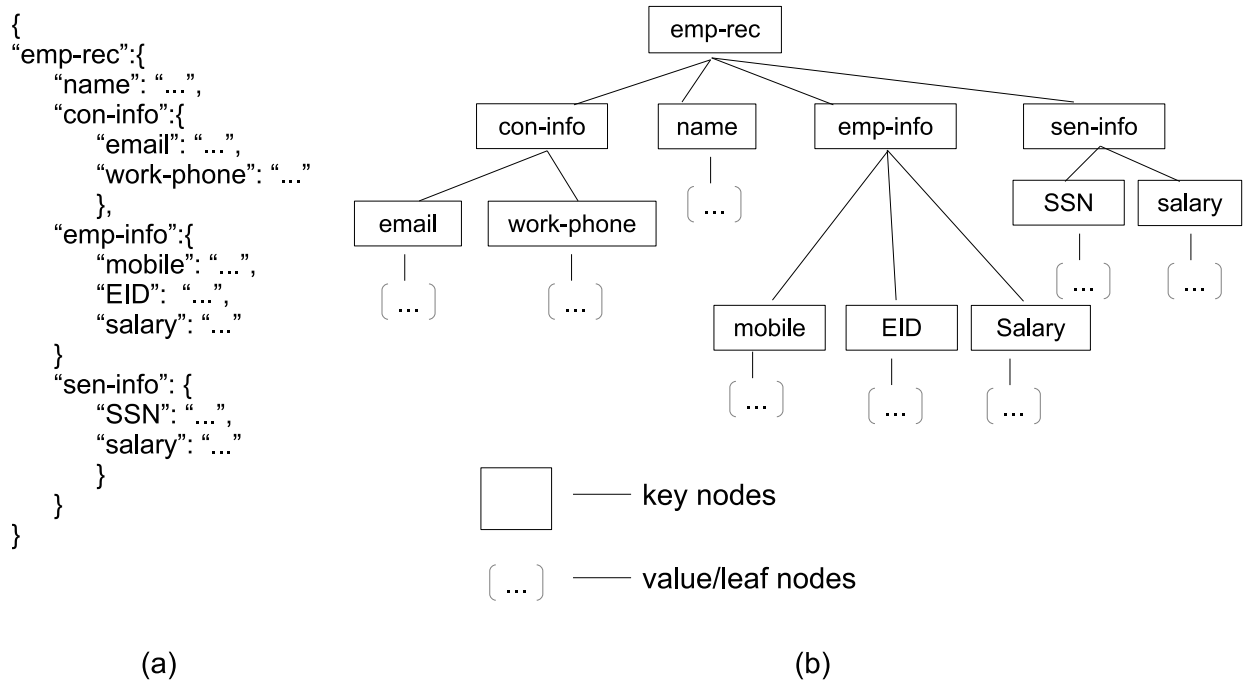 {
“emp-rec”:{
“name”: “...”,
“con-info”:{
“email”: “...”,
“work-phone”: “...”
},
“emp-info”:{
“mobile”: “...”,
“EID”: “...”,
“salary”: “...”
}
“sen-info”: {
“SSN”: “...”,
“salary”: “...”
}
}
}
(a)
emp-rec
con-info
name
emp-info
sen-info
(...)
SSN
salary
email
work-phone
(...)
(...)
(...)
(...)
mobile
EID
Salary
(...)
(...)
(...)
key nodes
(...)
value/leaf nodes
(b)